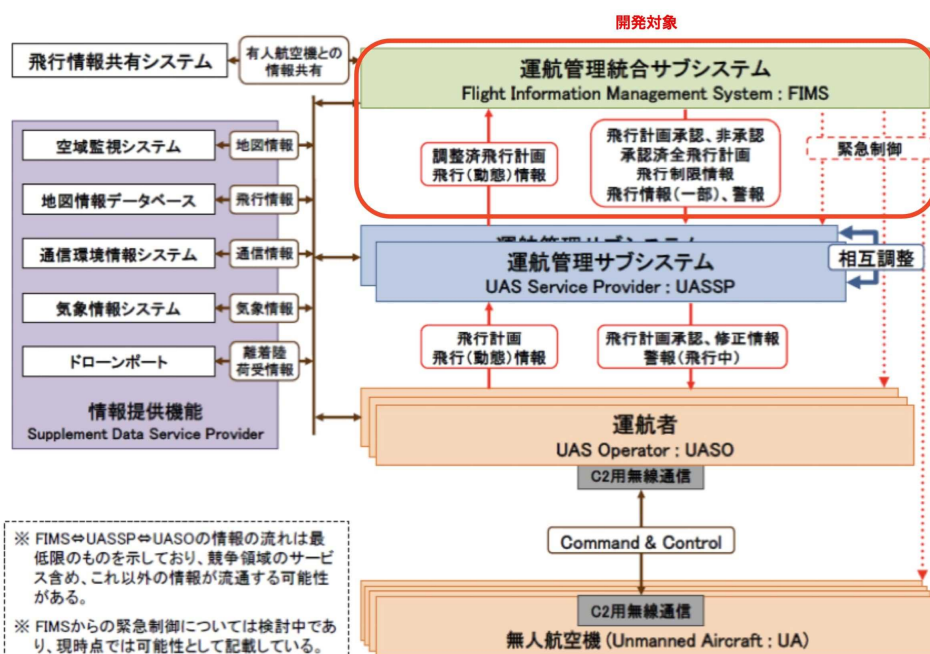 開発対象
飛行情報共有システム
有人航空機との
情報共有
運航管理統合サブシステム
Flight Information Management System : FIMS
調整済飛行計画
飛行(動態)情報
飛行計画承認、非承認
承認済全飛行計画
飛行制限情報
飛行情報(一部)、警報
緊急制御
空域監視システム
地図情報
地図情報データベース
飛行情報
通信環境情報システム
通信情報
気象情報システム
気象情報
ドローンポート
離着陸
荷受情報
情報提供機能
Supplement Data Service Provider
運航管理サブシステム
運航管理サブシステム
UAS Service Provider : UASSP
相互調整
飛行計画
飛行(動態)情報
飛行計画承認、修正情報
警報(飛行中)
運航者
UAS Operator : UASO
C2用無線通信
Command & Control
C2用無線通信
無人航空機 (Unmanned Aircraft : UA)
※ FIMS⇔UASSP⇔UASOの情報の流れは最
低限のものを示しており、競争領域のサービ
ス含め、これ以外の情報が流通する可能性
がある。
※ FIMSからの緊急制御については検討中であ
り、現時点では可能性として記載している。